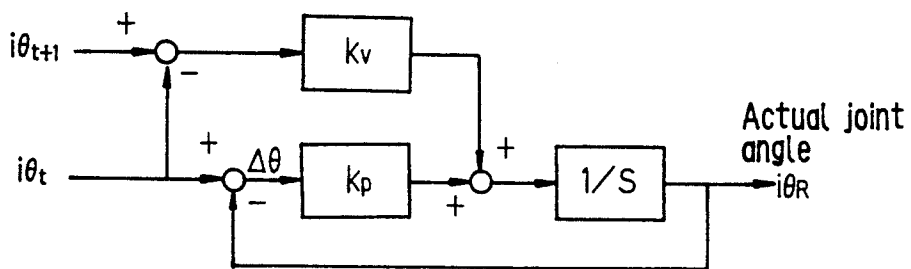 +
iθt+1
-
Kv
Actual joint
angle
iθt
+
Δθ
-
Kp
+
+
1/S
iθR